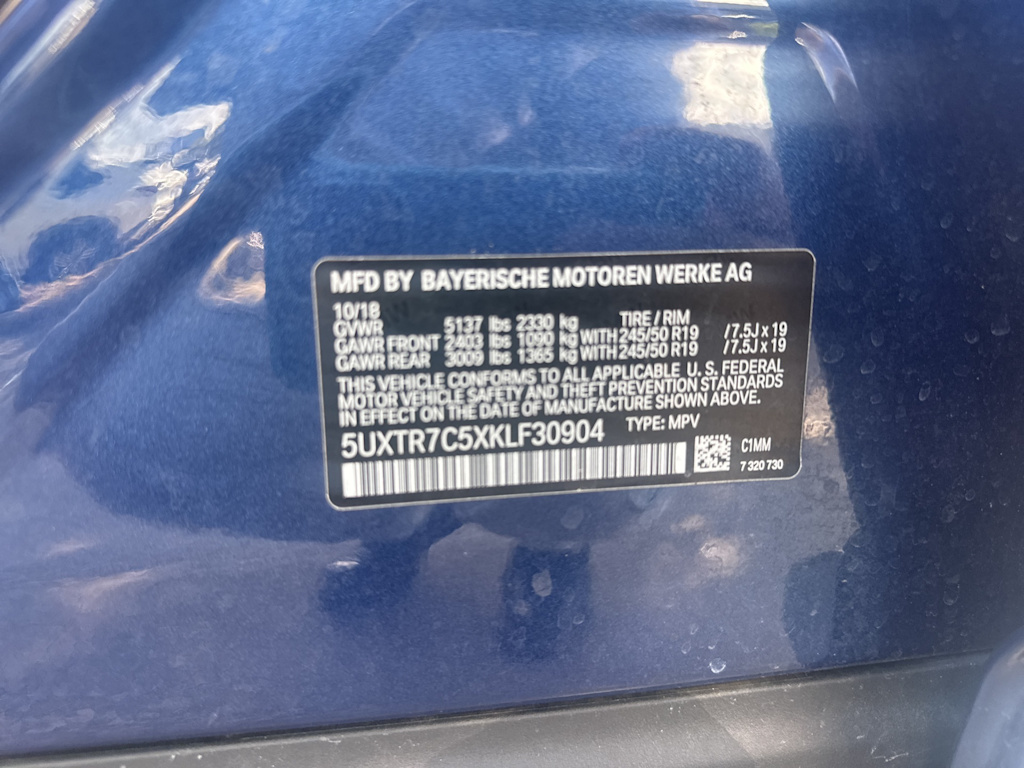 MFD BY BAYERISCHE MOTOREN WERKE AG
10/18 TIRE / RIM
GVWR 5137 lbs 2330 kg
GAWR FRONT 2403 lbs 1090 kg WITH 245/50 R19 / 7.5J x 19
GAWR REAR 3009 lbs 1365 kg WITH 245/50 R19 / 7.5J x 19
THIS VEHICLE CONFORMS TO ALL APPLICABLE U. S. FEDERAL
MOTOR VEHICLE SAFETY AND THEFT PREVENTION STANDARDS
IN EFFECT ON THE DATE OF MANUFACTURE SHOWN ABOVE.
5UXTR7C5XKLF30904 TYPE: MPV
C1MM
7 320 730